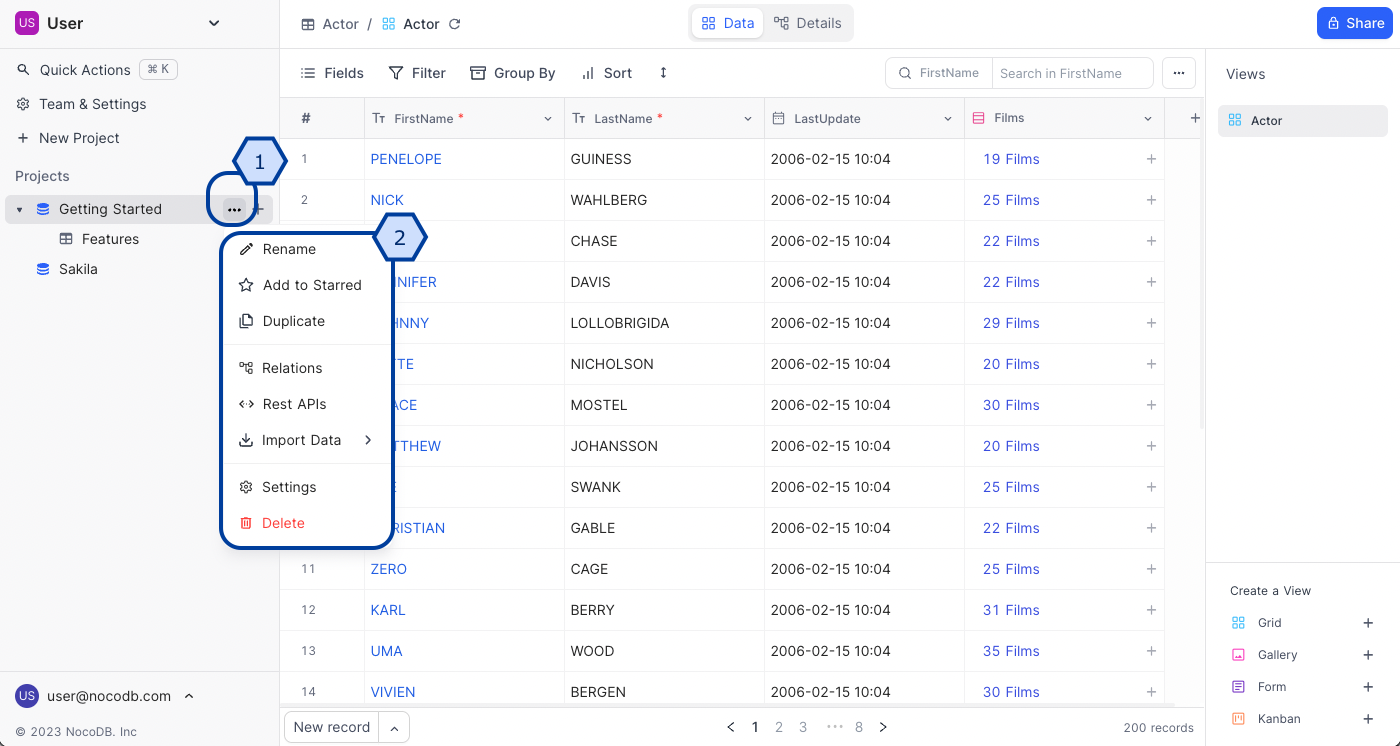 US User
Quick Actions ⌘ K
Team & Settings
New Project
Projects
Getting Started
Features
Sakila
1
2
Rename
Add to Starred
Duplicate
Relations
Rest APIs
Import Data
Settings
Delete
US user@nocodb.com
© 2023 NocoDB. Inc
Actor / Actor
Data Details
Share
Fields Filter Group By Sort
FirstName Search in FirstName
# FirstName * LastName * LastUpdate Films
1 PENELOPE GUINESS 2006-02-15 10:04 19 Films
2 NICK WAHLBERG 2006-02-15 10:04 25 Films
CHASE 2006-02-15 10:04 22 Films
NIFER DAVIS 2006-02-15 10:04 22 Films
HNNY LOLLOBRIGIDA 2006-02-15 10:04 29 Films
TTE NICHOLSON 2006-02-15 10:04 20 Films
ACE MOSTEL 2006-02-15 10:04 30 Films
TTHEW JOHANSSON 2006-02-15 10:04 20 Films
E SWANK 2006-02-15 10:04 25 Films
RISTIAN GABLE 2006-02-15 10:04 22 Films
11 ZERO CAGE 2006-02-15 10:04 25 Films
12 KARL BERRY 2006-02-15 10:04 31 Films
13 UMA WOOD 2006-02-15 10:04 35 Films
14 VIVIEN BERGEN 2006-02-15 10:04 30 Films
New record
1 2 3 ••• 8
200 records
Views
Actor
Create a View
Grid
Gallery
Form
Kanban